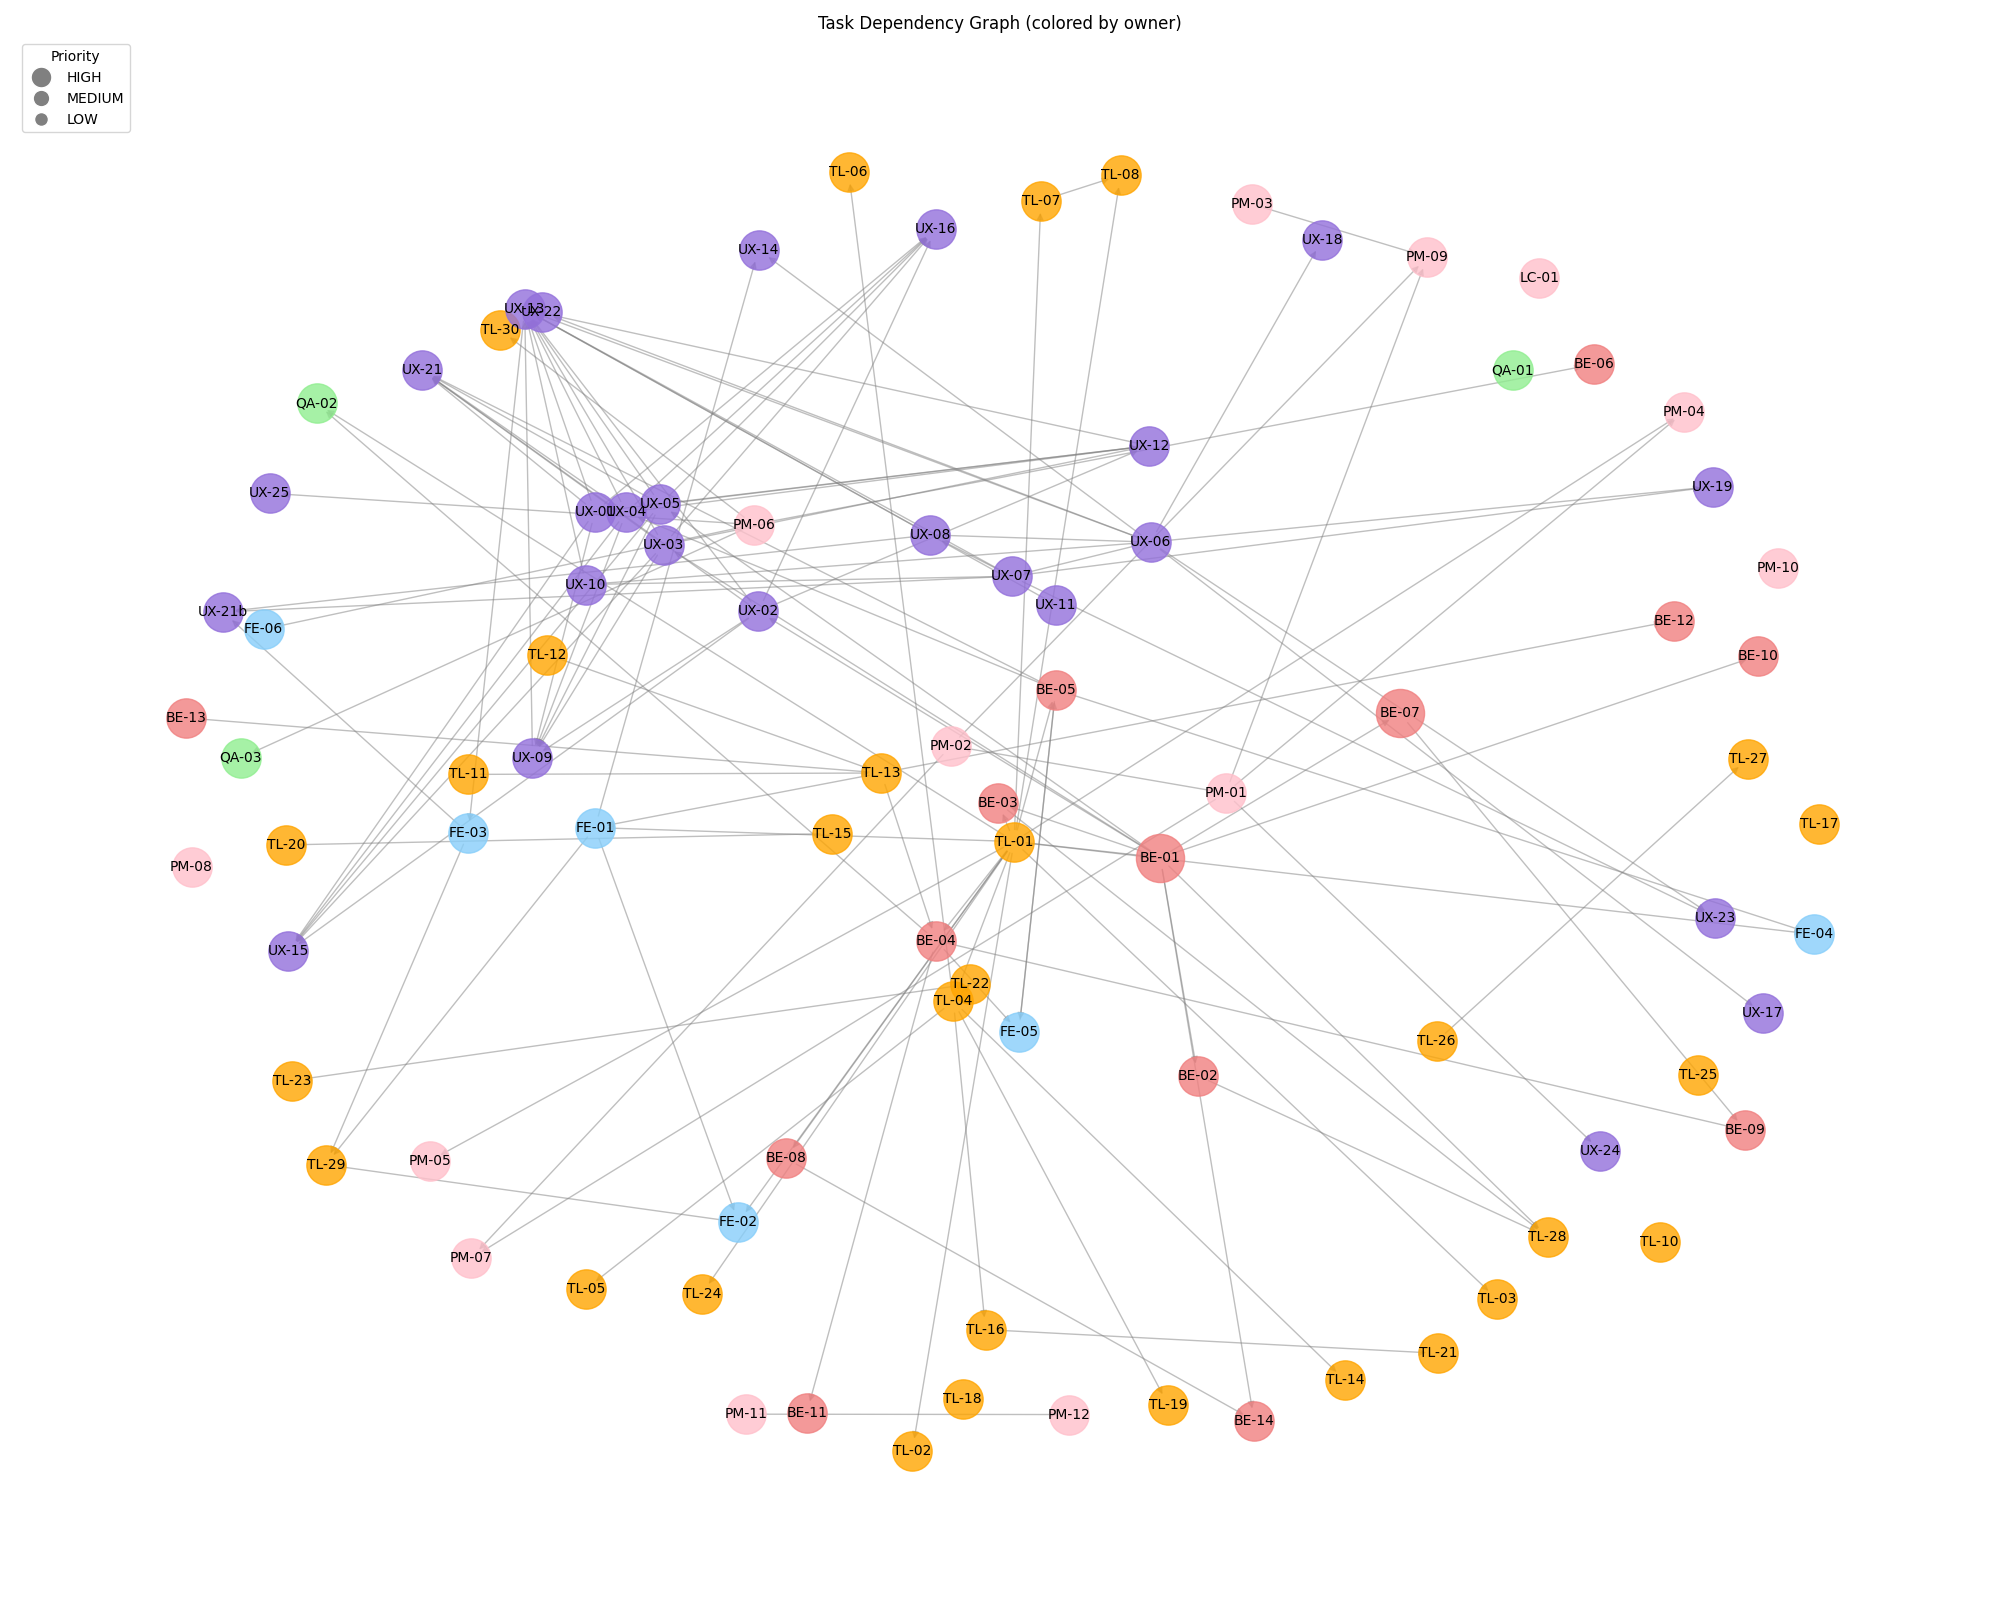 Task Dependency Graph (colored by owner)
Priority
HIGH
MEDIUM
LOW
TL-06
TL-08
TL-07
PM-03
UX-16
UX-18
UX-14
PM-09
LC-01
UX-13
UX-22
TL-30
BE-06
UX-21
QA-01
QA-02
PM-04
UX-12
UX-19
UX-25
UX-05
UX-01
UX-04
PM-06
UX-08
UX-06
UX-03
PM-10
UX-07
UX-10
UX-11
UX-02
UX-21b
BE-12
FE-06
TL-12
BE-10
BE-05
BE-07
BE-13
PM-02
UX-09
QA-03
TL-27
TL-13
TL-11
PM-01
BE-03
TL-17
FE-01
FE-03
TL-15
TL-01
TL-20
BE-01
PM-08
UX-23
FE-04
BE-04
UX-15
TL-22
TL-04
UX-17
FE-05
TL-26
TL-25
BE-02
TL-23
BE-09
UX-24
BE-08
PM-05
TL-29
FE-02
TL-28
TL-10
PM-07
TL-05
TL-24
TL-03
TL-16
TL-21
TL-14
TL-18
TL-19
BE-11
PM-11
PM-12
BE-14
TL-02